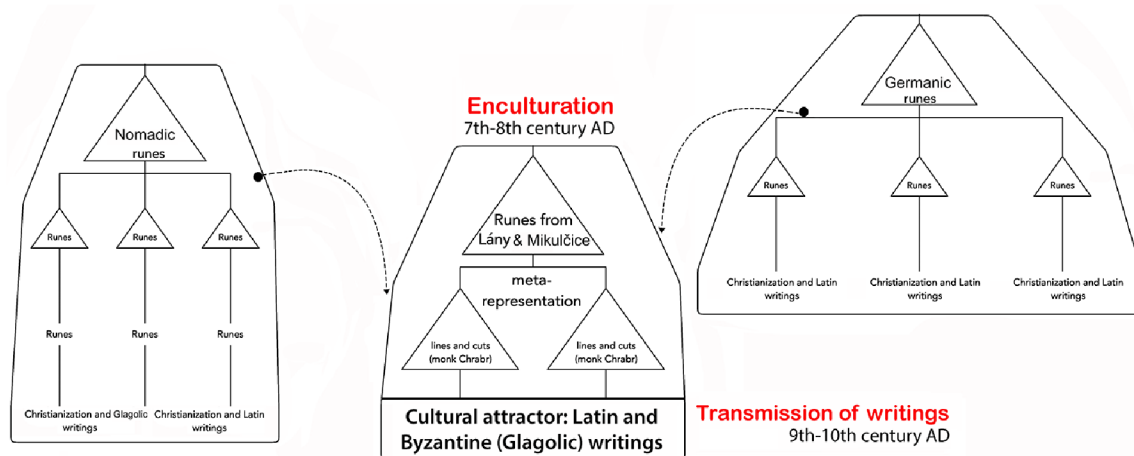 Nomadic
runes
Runes
Runes
Runes
Runes
Runes
Runes
Christianization and Glagolic
writings
Christianization and Latin
writings
Enculturation
7th-8th century AD
Runes from
Lány & Mikulčice
meta-
representation
lines and cuts
(monk Chrabr)
lines and cuts
(monk Chrabr)
Cultural attractor: Latin and
Byzantine (Glagolic) writings
Germanic
runes
Runes
Runes
Runes
Christianization and Latin
writings
Christianization and Latin
writings
Christianization and Latin
writings
Transmission of writings
9th-10th century AD